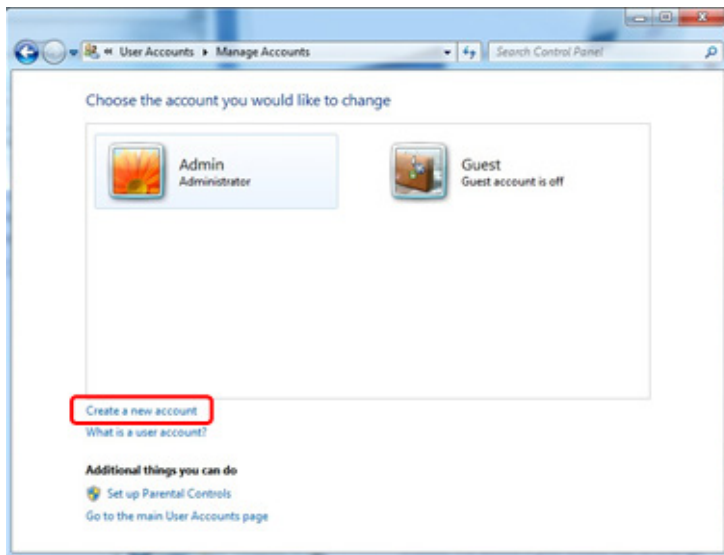 « User Accounts ▸ Manage Accounts
Search Control Panel
Choose the account you would like to change
Admin
Administrator
Guest
Guest account is off
Create a new account
What is a user account?
Additional things you can do
Set up Parental Controls
Go to the main User Accounts page